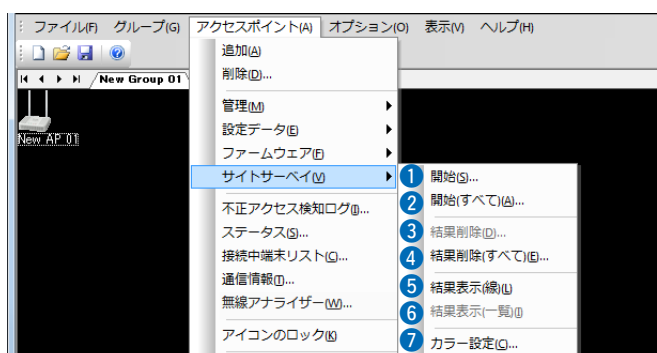 ファイル(F) グループ(G) アクセスポイント(A) オプション(O) 表示(V) ヘルプ(H)
New Group 01
New AP 01
追加(A)
削除(D)...
管理(M)
設定データ(E)
ファームウェア(F)
サイトサーベイ(V)
不正アクセス検知ログ(I)...
ステータス(S)...
接続中端末リスト(C)...
通信情報(T)...
無線アナライザー(W)...
アイコンのロック(K)
1 開始(S)...
2 開始(すべて)(A)...
3 結果削除(D)...
4 結果削除(すべて)(E)...
5 結果表示(線)(L)
6 結果表示(一覧)(I)
7 カラー設定(C)...